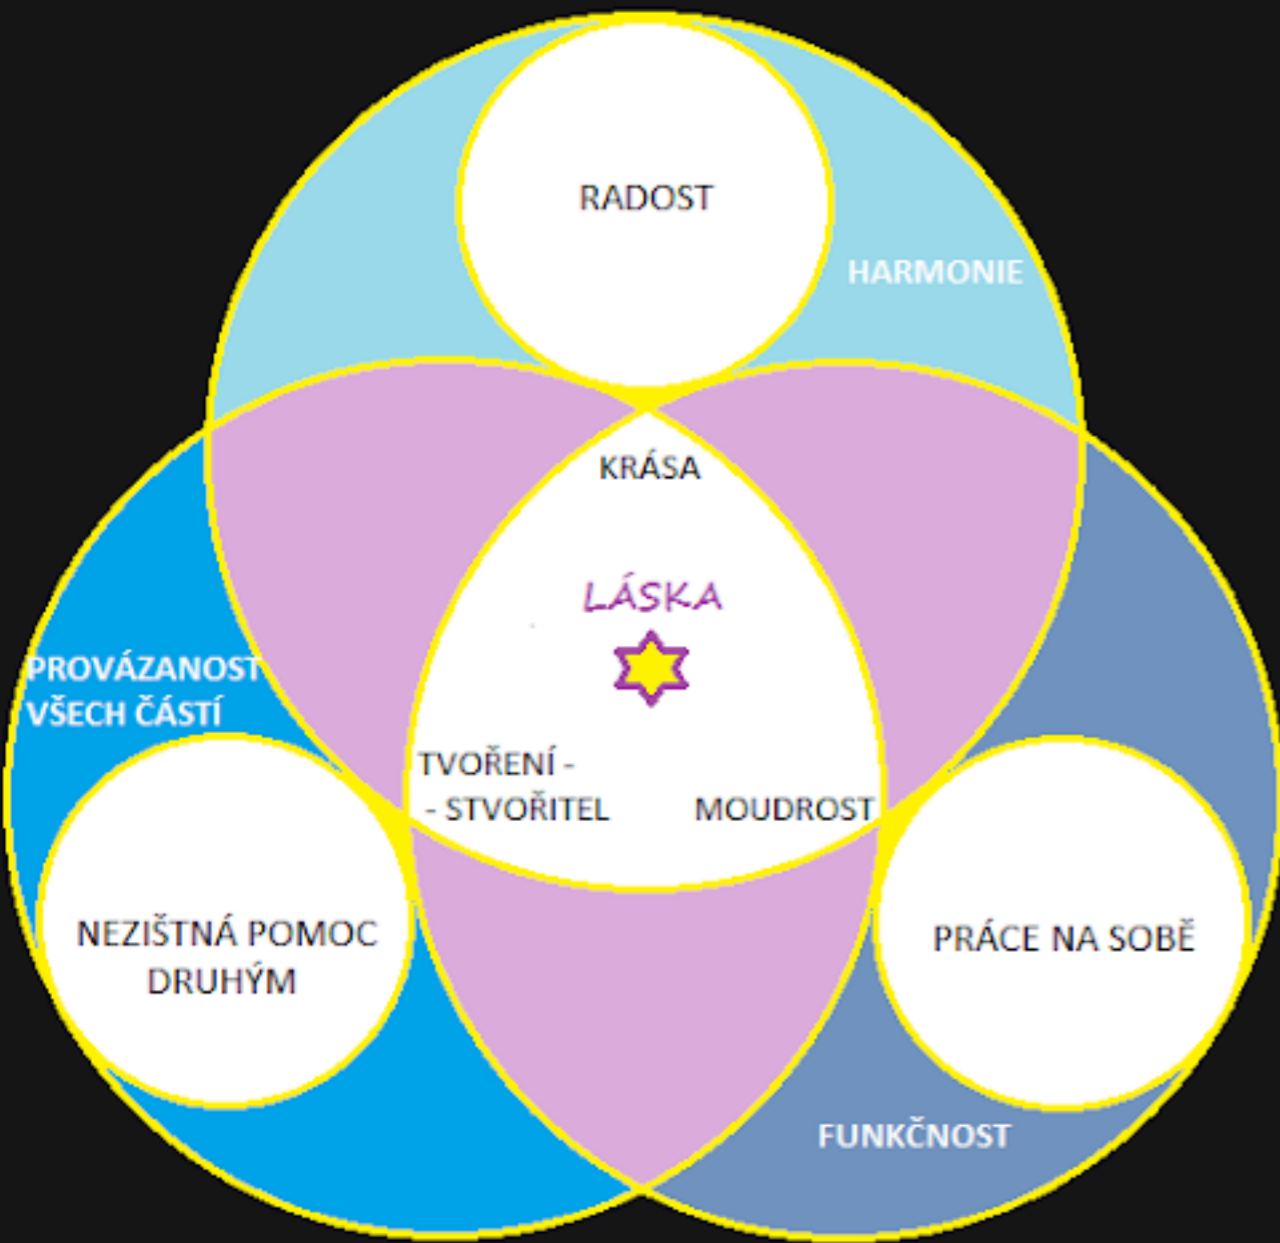 RADOST
HARMONIE
KRÁSA
LÁSKA
PROVÁZANOST
VŠECH ČÁSTÍ
TVOŘENÍ -
- STVOŘITEL
MOUDROST
NEZIŠTNÁ POMOC
DRUHÝM
PRÁCE NA SOBĚ
FUNKČNOST